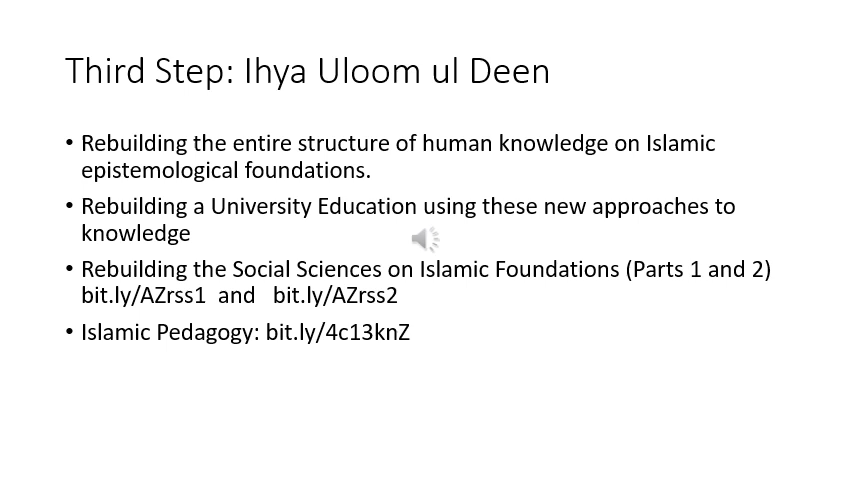 Third Step: Ihya Uloom ul Deen
• Rebuilding the entire structure of human knowledge on Islamic
epistemological foundations.
• Rebuilding a University Education using these new approaches to
knowledge
• Rebuilding the Social Sciences on Islamic Foundations (Parts 1 and 2)
bit.ly/AZrss1  and   bit.ly/AZrss2
• Islamic Pedagogy: bit.ly/4c13knZ